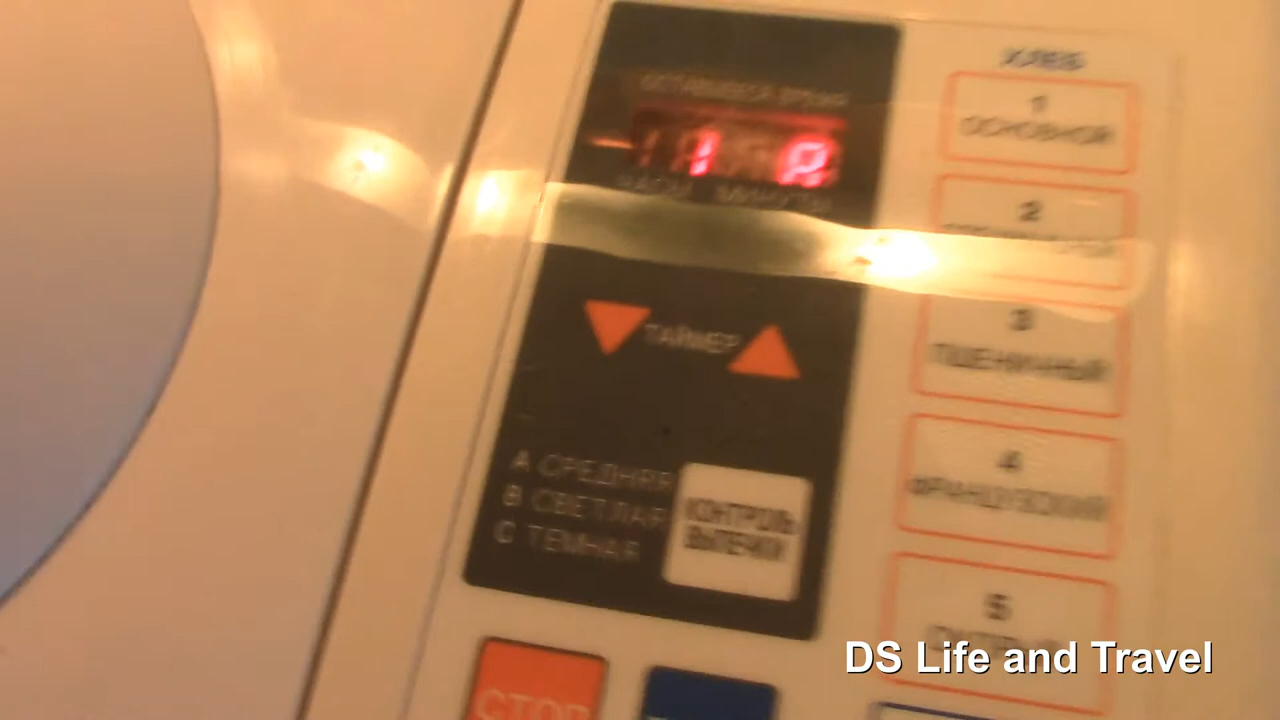 ХЛЕБ
ОСТАВШЕЕСЯ ВРЕМЯ
1
ОСНОВНОЙ
ЧАСЫ МИНУТЫ
2
ТАЙМЕР
3
ПШЕНИЧНЫЙ
А СРЕДНЯЯ
В СВЕТЛАЯ
С ТЕМНАЯ
КОНТРОЛЬ
ВЫПЕЧКИ
4
ФРАНЦУЗСКИЙ
5
СТОП
DS Life and Travel